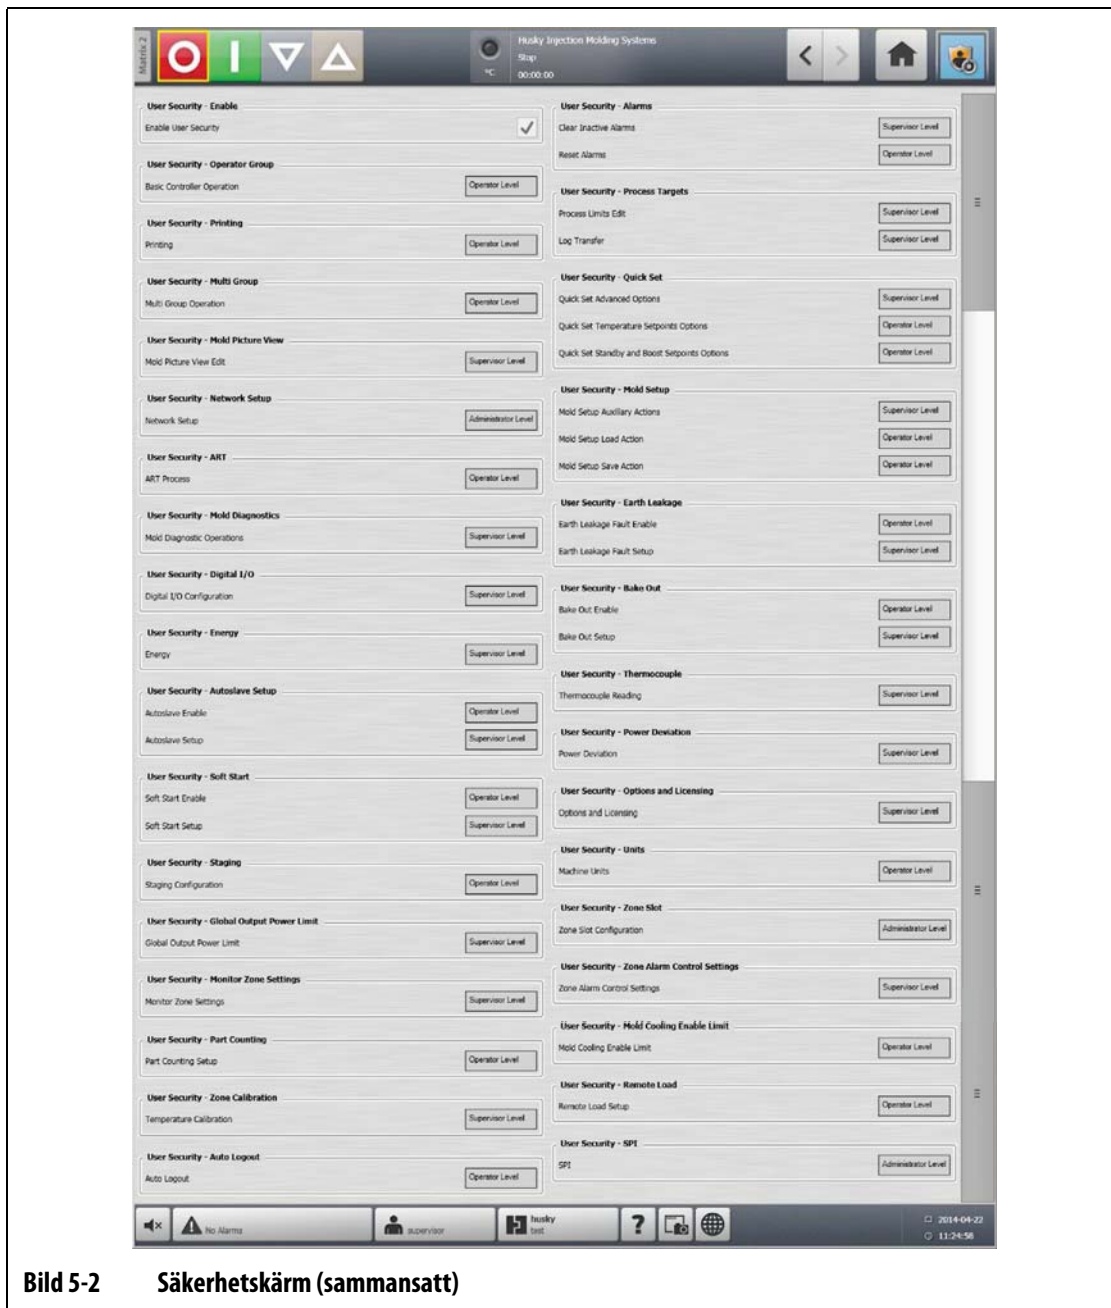 Matrix 2
Husky Injection Molding Systems
Stop
°C 00:00:00
User Security - Enable
Enable User Security
User Security - Operator Group
Basic Controller Operation Operator Level
User Security - Printing
Printing Operator Level
User Security - Multi Group
Multi Group Operation Operator Level
User Security - Mold Picture View
Mold Picture View Edit Supervisor Level
User Security - Network Setup
Network Setup Administrator Level
User Security - ART
ART Process Operator Level
User Security - Mold Diagnostics
Mold Diagnostic Operations Supervisor Level
User Security - Digital I/O
Digital I/O Configuration Supervisor Level
User Security - Energy
Energy Supervisor Level
User Security - Autoslave Setup
Autoslave Enable Operator Level
Autoslave Setup Supervisor Level
User Security - Soft Start
Soft Start Enable Operator Level
Soft Start Setup Supervisor Level
User Security - Staging
Staging Configuration Operator Level
User Security - Global Output Power Limit
Global Output Power Limit Supervisor Level
User Security - Monitor Zone Settings
Monitor Zone Settings Supervisor Level
User Security - Part Counting
Part Counting Setup Operator Level
User Security - Zone Calibration
Temperature Calibration Supervisor Level
User Security - Auto Logout
Auto Logout Operator Level
User Security - Alarms
Clear Inactive Alarms Supervisor Level
Reset Alarms Operator Level
User Security - Process Targets
Process Limits Edit Supervisor Level
Log Transfer Supervisor Level
User Security - Quick Set
Quick Set Advanced Options Supervisor Level
Quick Set Temperature Setpoints Options Operator Level
Quick Set Standby and Boost Setpoints Options Operator Level
User Security - Mold Setup
Mold Setup Auxiliary Actions Supervisor Level
Mold Setup Load Action Operator Level
Mold Setup Save Action Operator Level
User Security - Earth Leakage
Earth Leakage Fault Enable Operator Level
Earth Leakage Fault Setup Supervisor Level
User Security - Bake Out
Bake Out Enable Operator Level
Bake Out Setup Supervisor Level
User Security - Thermocouple
Thermocouple Reading Supervisor Level
User Security - Power Deviation
Power Deviation Supervisor Level
User Security - Options and Licensing
Options and Licensing Supervisor Level
User Security - Units
Machine Units Operator Level
User Security - Zone Slot
Zone Slot Configuration Administrator Level
User Security - Zone Alarm Control Settings
Zone Alarm Control Settings Supervisor Level
User Security - Mold Cooling Enable Limit
Mold Cooling Enable Limit Operator Level
User Security - Remote Load
Remote Load Setup Operator Level
User Security - SPI
SPI Administrator Level
No Alarms
supervisor
husky
test
?
2014-04-22
11:24:56
Bild 5-2 Säkerhetskärm (sammansatt)